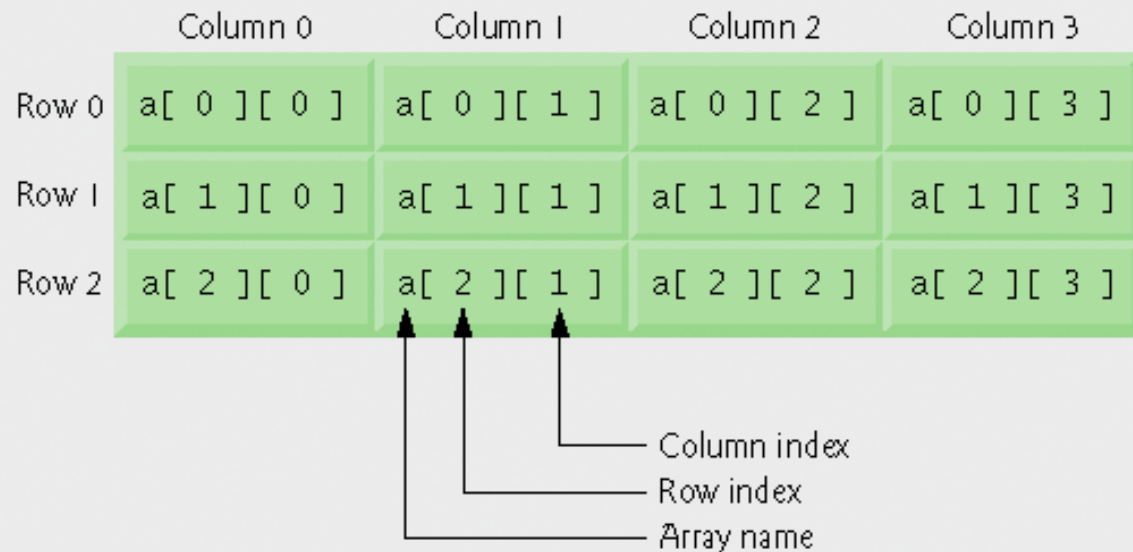 Column 0 Column 1 Column 2 Column 3
Row 0 a[ 0 ][ 0 ] a[ 0 ][ 1 ] a[ 0 ][ 2 ] a[ 0 ][ 3 ]
Row 1 a[ 1 ][ 0 ] a[ 1 ][ 1 ] a[ 1 ][ 2 ] a[ 1 ][ 3 ]
Row 2 a[ 2 ][ 0 ] a[ 2 ][ 1 ] a[ 2 ][ 2 ] a[ 2 ][ 3 ]
Column index
Row index
Array name